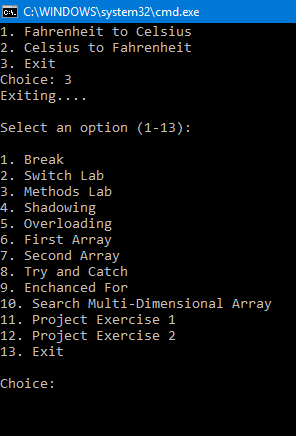 C:\WINDOWS\system32\cmd.exe
1. Fahrenheit to Celsius
2. Celsius to Fahrenheit
3. Exit
Choice: 3
Exiting....
Select an option (1-13):
1. Break
2. Switch Lab
3. Methods Lab
4. Shadowing
5. Overloading
6. First Array
7. Second Array
8. Try and Catch
9. Enchanced For
10. Search Multi-Dimensional Array
11. Project Exercise 1
12. Project Exercise 2
13. Exit
Choice: